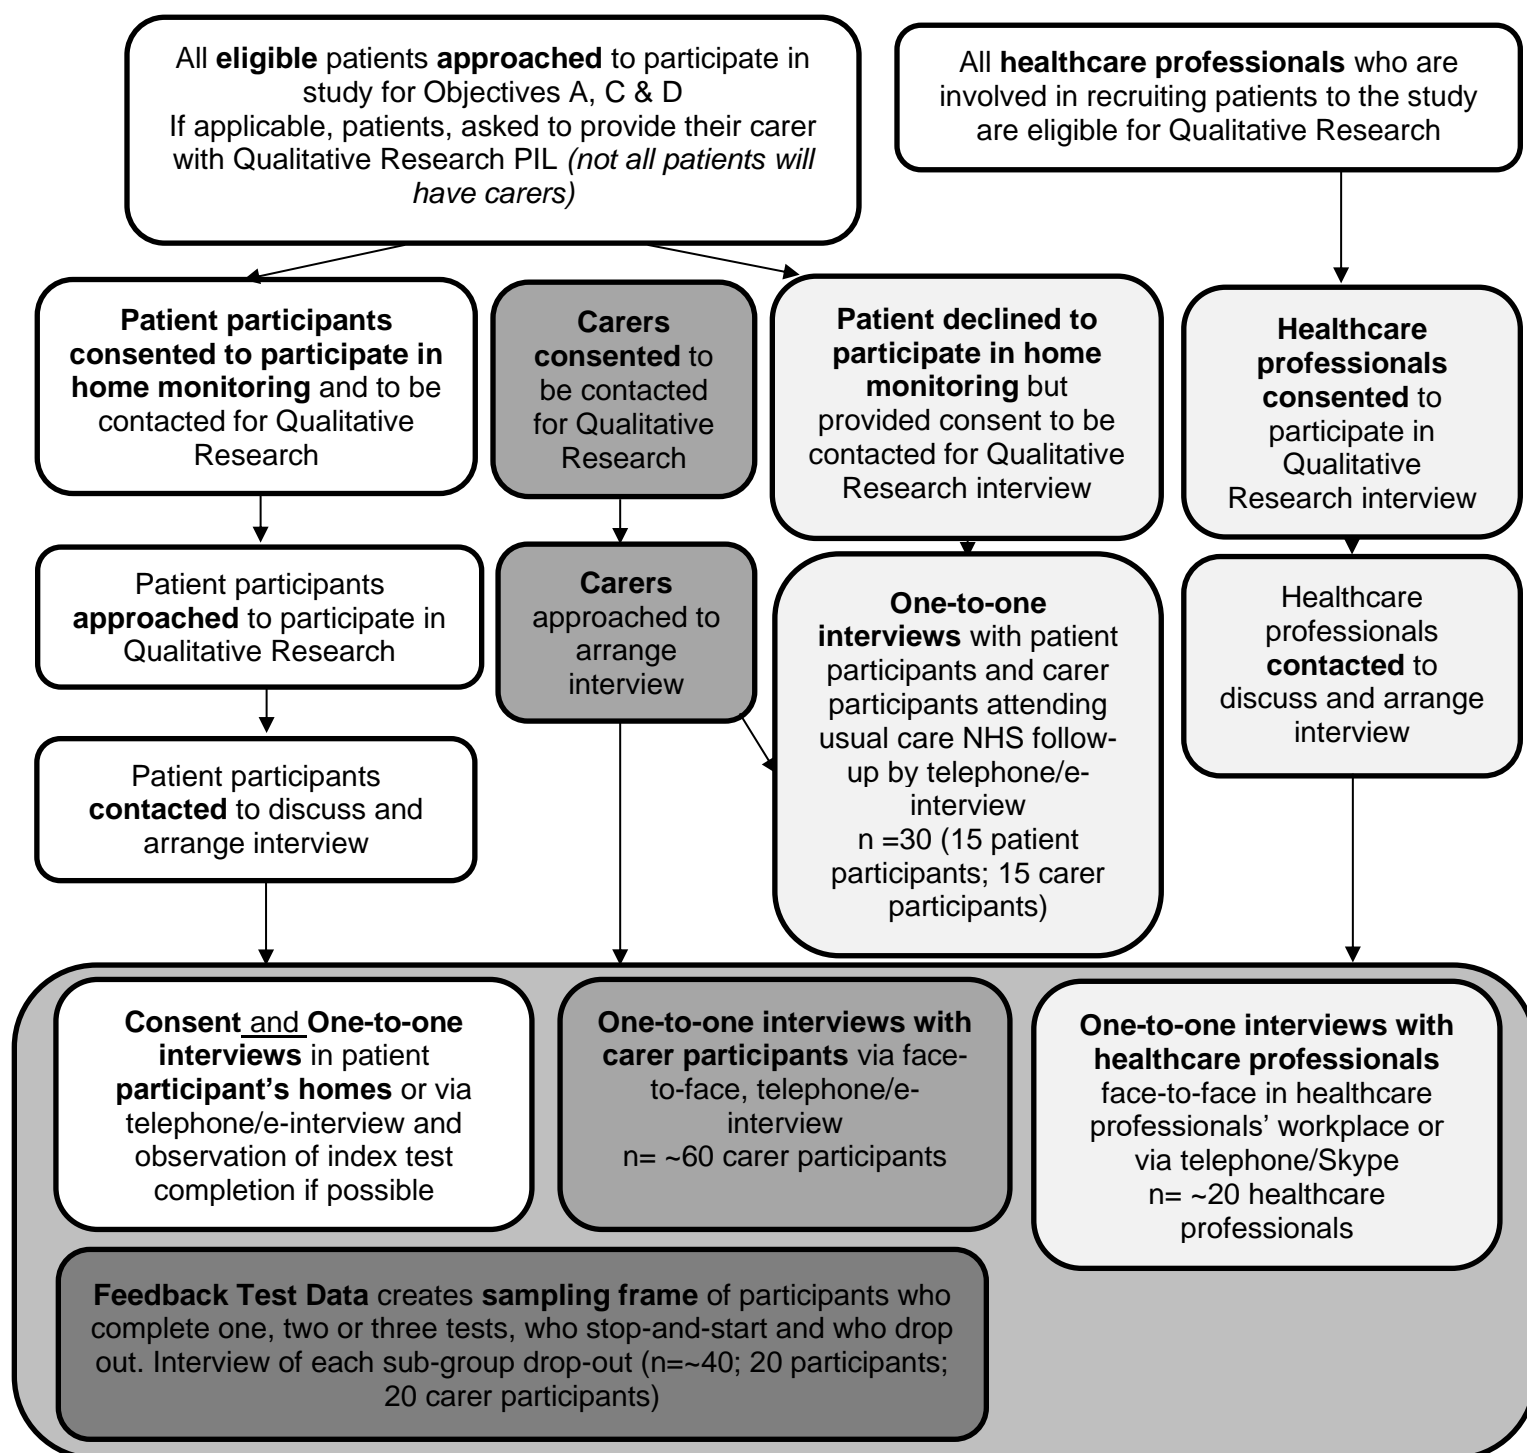 All eligible patients approached to participate in
study for Objectives A, C & D
If applicable, patients, asked to provide their carer
with Qualitative Research PIL (not all patients will
have carers)
All healthcare professionals who are
involved in recruiting patients to the study
are eligible for Qualitative Research
Patient participants
consented to participate in
home monitoring and to be
contacted for Qualitative
Research
Carers
consented to
be contacted
for Qualitative
Research
Patient declined to
participate in home
monitoring but
provided consent to be
contacted for Qualitative
Research interview
Healthcare
professionals
consented to
participate in
Qualitative
Research interview
Patient participants
approached to participate in
Qualitative Research
Carers
approached to
arrange
interview
One-to-one
interviews with patient
participants and carer
participants attending
usual care NHS follow-
up by telephone/e-
interview
n =30 (15 patient
participants; 15 carer
participants)
Healthcare
professionals
contacted to
discuss and arrange
interview
Patient participants
contacted to discuss and
arrange interview
Consent and One-to-one
interviews in patient
participant’s homes or via
telephone/e-interview and
observation of index test
completion if possible
One-to-one interviews with
carer participants via face-
to-face, telephone/e-
interview
n= ~60 carer participants
One-to-one interviews with
healthcare professionals
face-to-face in healthcare
professionals’ workplace or
via telephone/Skype
n= ~20 healthcare
professionals
Feedback Test Data creates sampling frame of participants who
complete one, two or three tests, who stop-and-start and who drop
out. Interview of each sub-group drop-out (n=~40; 20 participants;
20 carer participants)